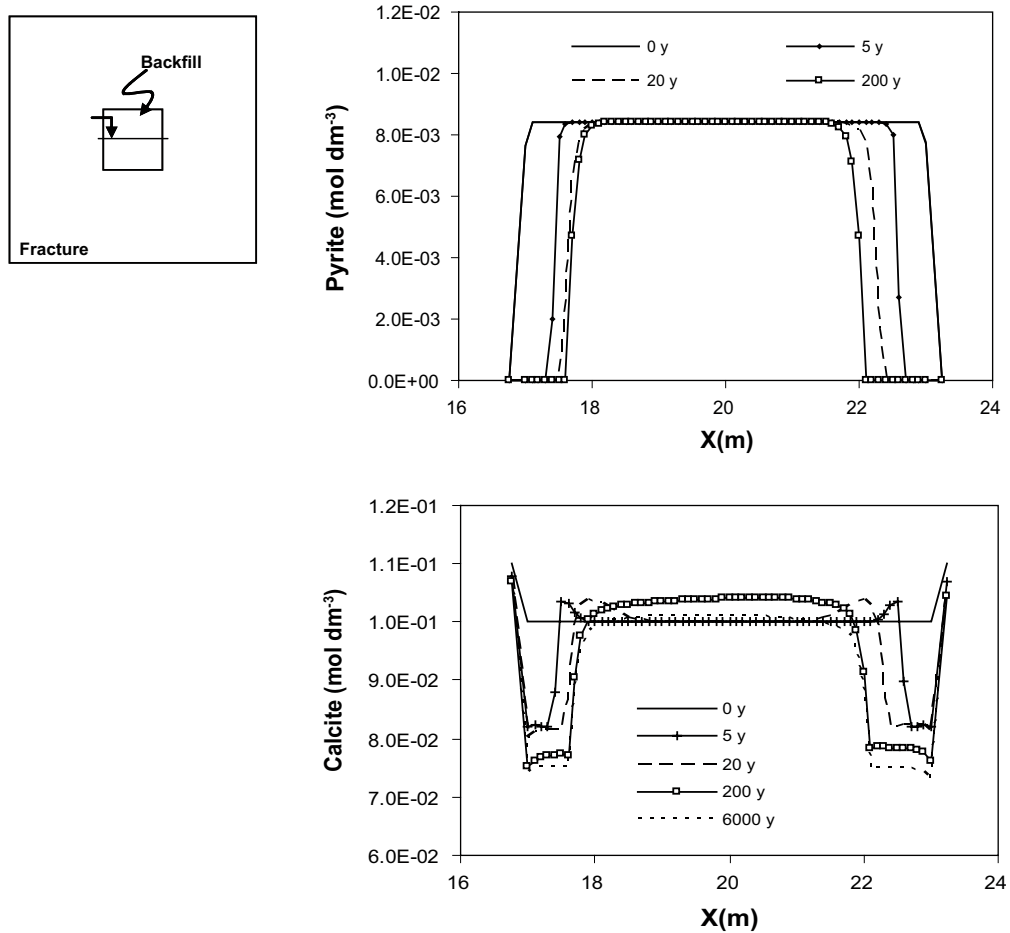 Backfill
Fracture
Pyrite (mol dm-3)
1.2E-02
1.0E-02
8.0E-03
6.0E-03
4.0E-03
2.0E-03
0.0E+00
0 y
5 y
20 y
200 y
16 18 20 22 24
X(m)
Calcite (mol dm-3)
1.2E-01
1.1E-01
1.0E-01
9.0E-02
8.0E-02
7.0E-02
6.0E-02
0 y
5 y
20 y
200 y
6000 y
16 18 20 22 24
X(m)